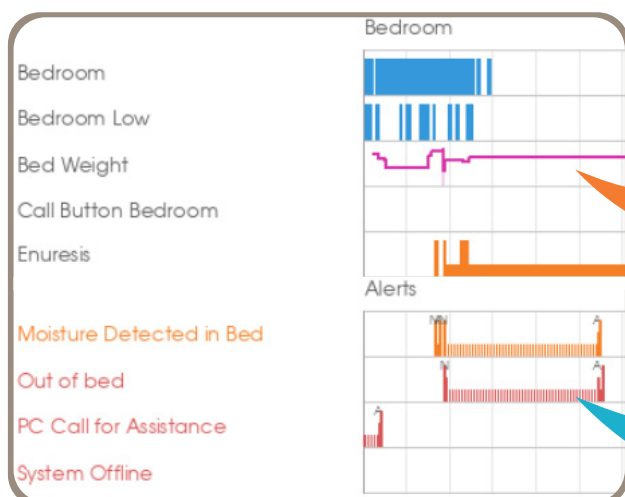 Bedroom
Bedroom
Bedroom Low
Bed Weight
Call Button Bedroom
Enuresis
Alerts
Moisture Detected in Bed
A
Out of bed
N
A
PC Call for Assistance
A
System Offline